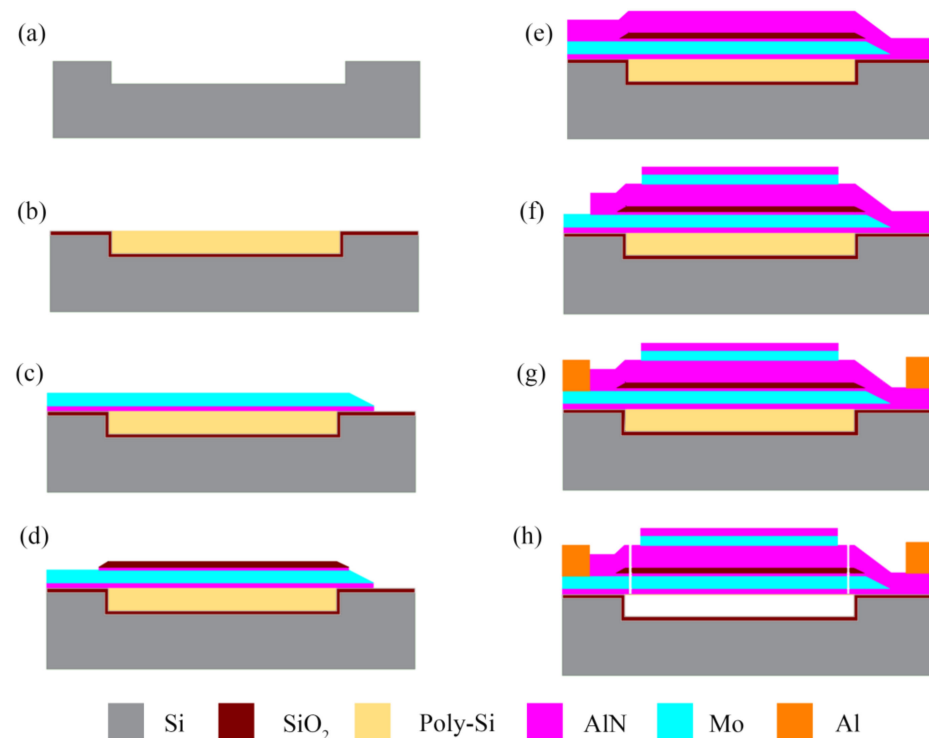 (a)
(b)
(c)
(d)
(e)
(f)
(g)
(h)
Si SiO₂ Poly-Si AlN Mo Al